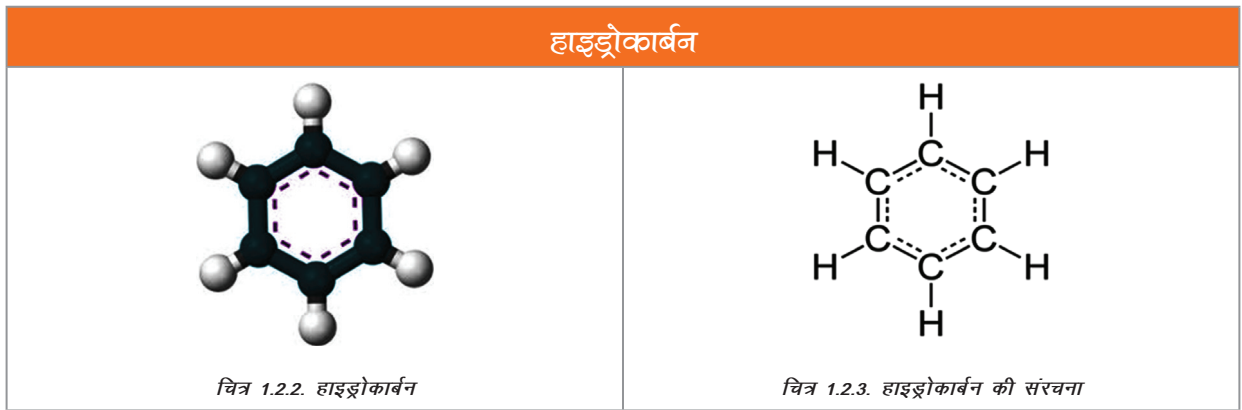 हाइड्रोकार्बन
H
H H
C
C C
C C
C
H H
H
चित्र 1.2.2. हाइड्रोकार्बन
चित्र 1.2.3. हाइड्रोकार्बन की संरचना